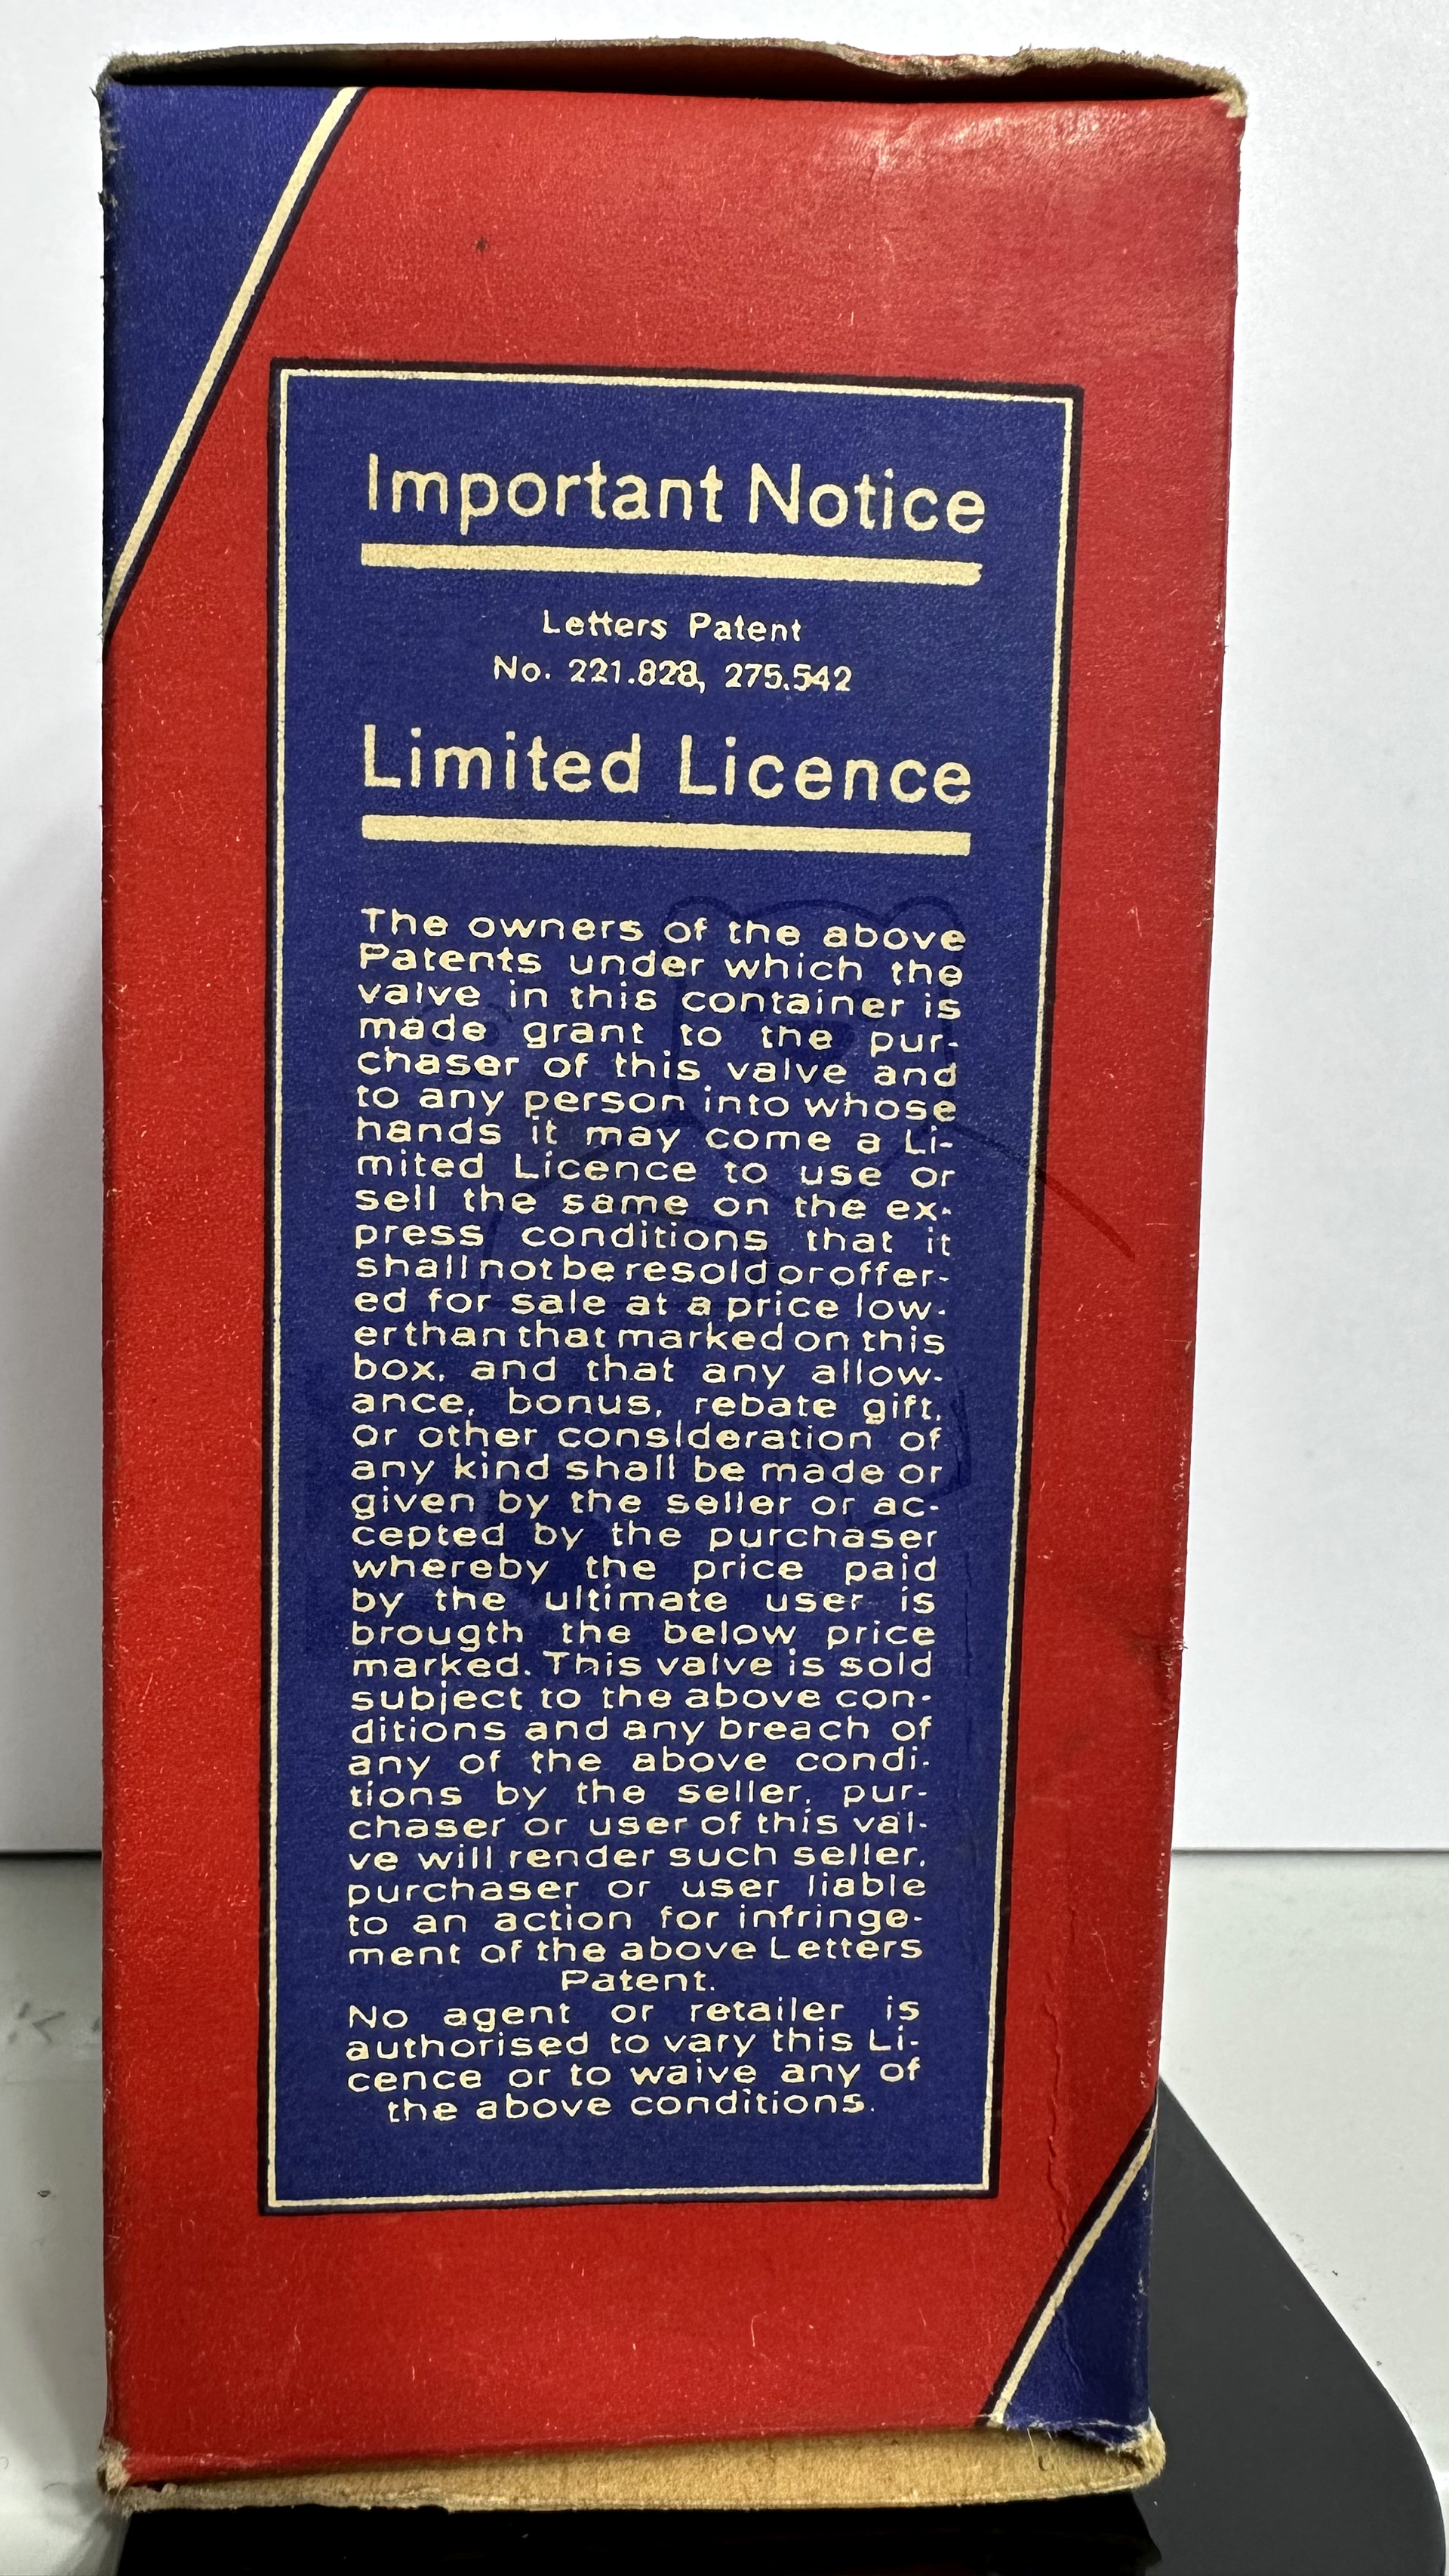 Important Notice
Letters Patent
No. 221.828, 275.542
Limited Licence
The owners of the above
Patents under which the
valve in this container is
made grant to the pur-
chaser of this valve and
to any person into whose
hands it may come a Li-
mited Licence to use or
sell the same on the ex-
press conditions that it
shall not be resold or offer-
ed for sale at a price low-
er than that marked on this
box, and that any allow-
ance, bonus, rebate gift,
or other consideration of
any kind shall be made or
given by the seller or ac-
cepted by the purchaser
whereby the price paid
by the ultimate user is
brougth the below price
marked. This valve is sold
subject to the above con-
ditions and any breach of
any of the above condi-
tions by the seller, pur-
chaser or user of this val-
ve will render such seller,
purchaser or user liable
to an action for infringe-
ment of the above Letters
Patent.
No agent or retailer is
authorised to vary this Li-
cence or to waive any of
the above conditions.